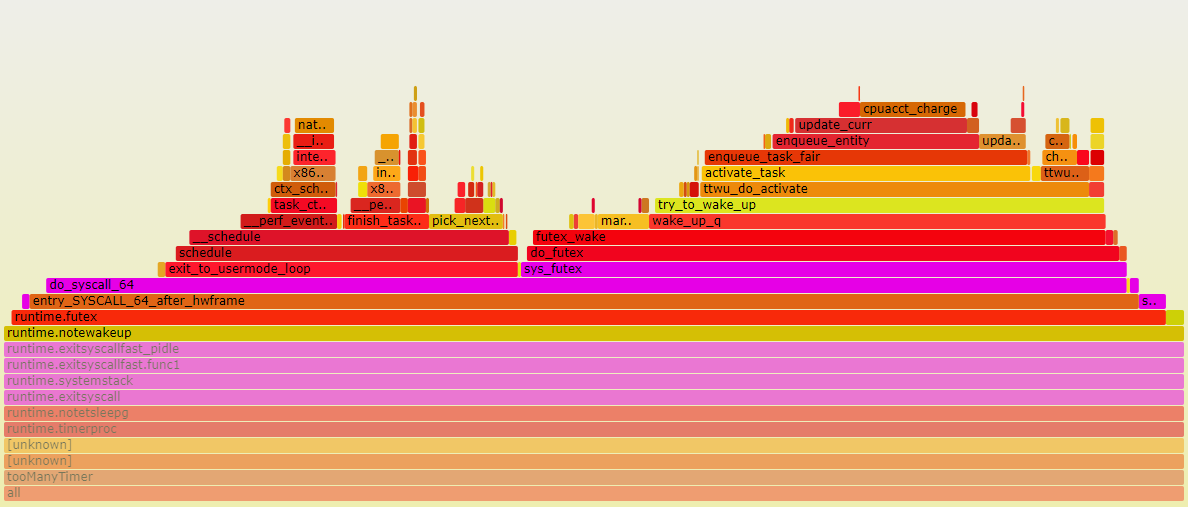 cpuacct_charge
nat.. update_curr
__i.. enqueue_entity upda.. c..
inte.. _.. enqueue_task_fair ch..
x86.. in.. activate_task ttwu..
ctx_sch.. x8.. ttwu_do_activate
task_ct.. ___pe.. try_to_wake_up
__perf_event.. finish_task.. pick_next.. mar.. wake_up_q
__schedule futex_wake
schedule do_futex
exit_to_usermode_loop sys_futex
do_syscall_64
entry_SYSCALL_64_after_hwframe s..
runtime.futex
runtime.notewakeup
runtime.exitsyscallfast_pidle
runtime.exitsyscallfast.func1
runtime.systemstack
runtime.exitsyscall
runtime.notetsleepg
runtime.timerproc
[unknown]
[unknown]
tooManyTimer
all